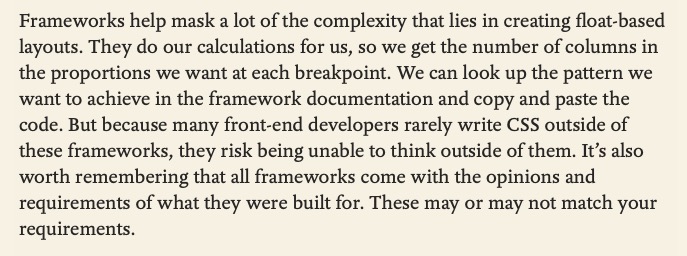 Frameworks help mask a lot of the complexity that lies in creating float-based
layouts. They do our calculations for us, so we get the number of columns in
the proportions we want at each breakpoint. We can look up the pattern we
want to achieve in the framework documentation and copy and paste the
code. But because many front-end developers rarely write CSS outside of
these frameworks, they risk being unable to think outside of them. It’s also
worth remembering that all frameworks come with the opinions and
requirements of what they were built for. These may or may not match your
requirements.